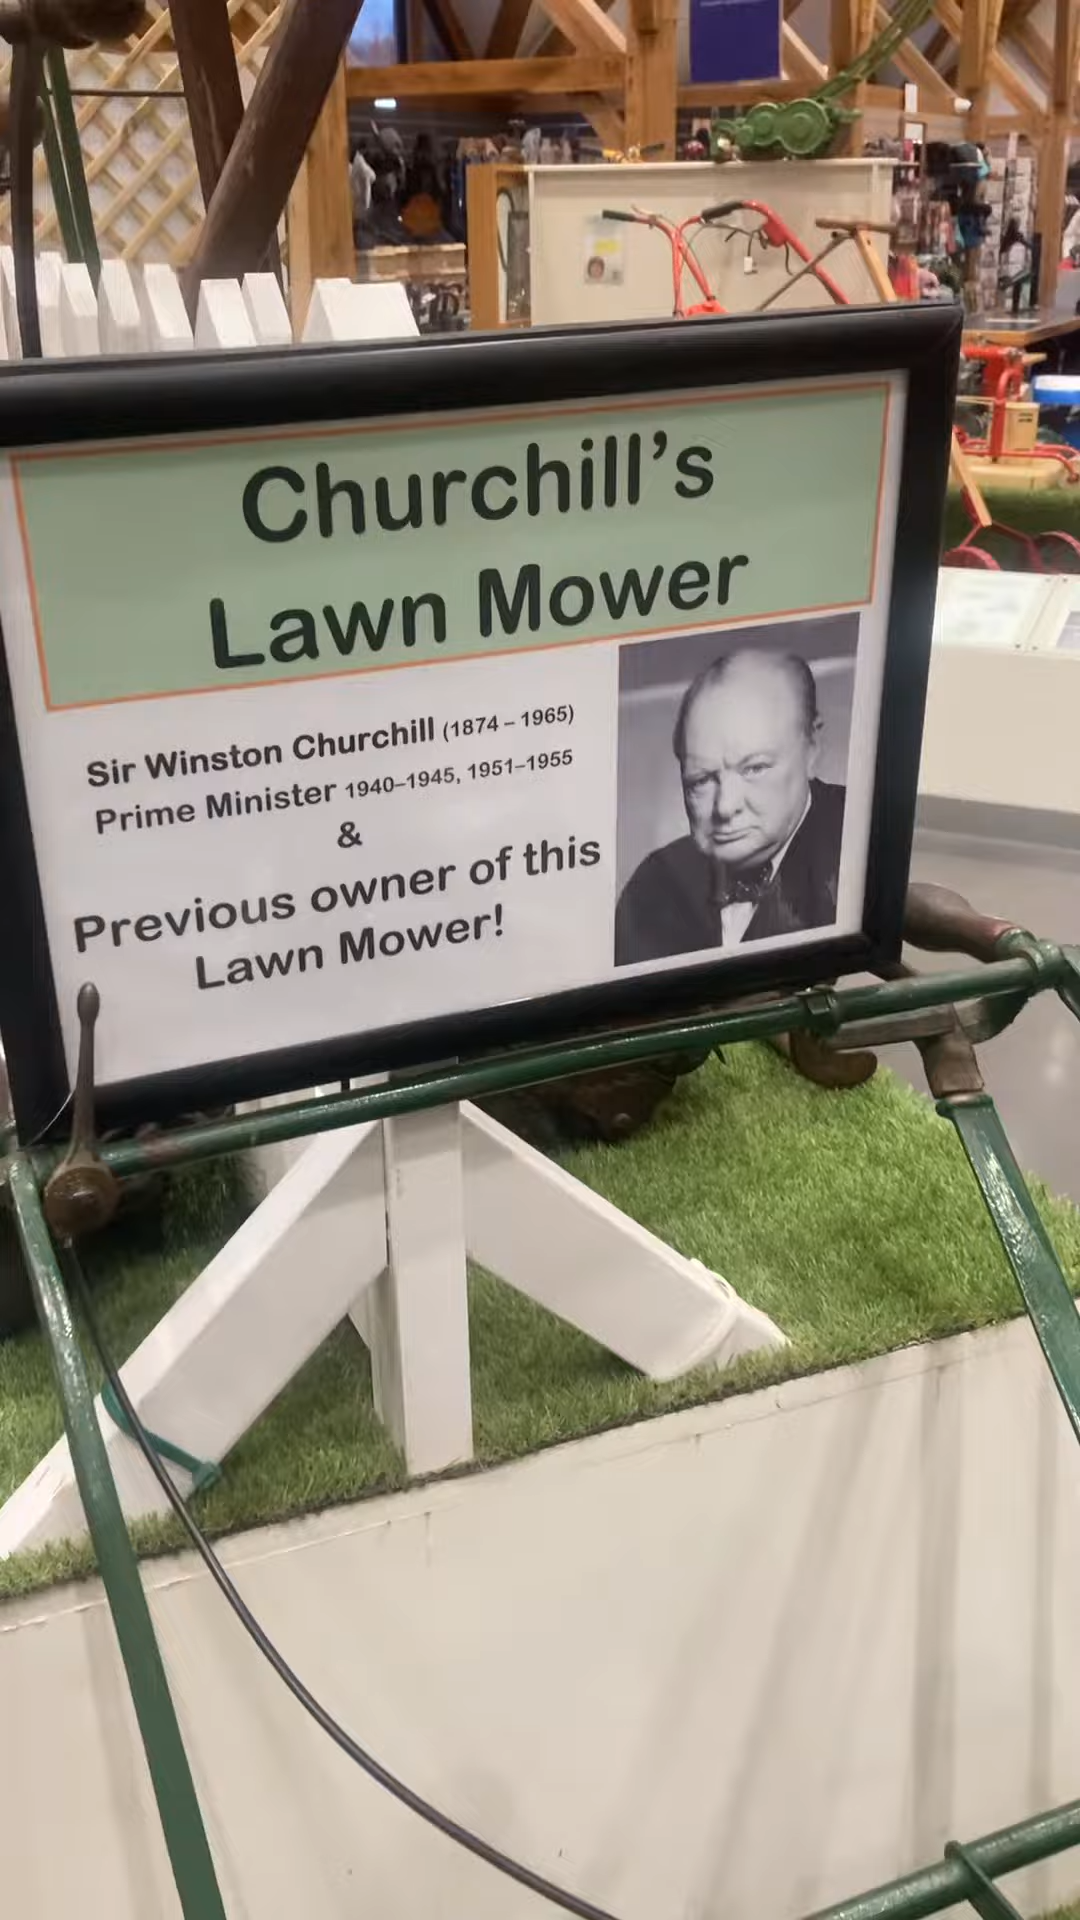 Churchill's
Lawn Mower
Sir Winston Churchill (1874 – 1965)
Prime Minister 1940–1945, 1951–1955
&
Previous owner of this
Lawn Mower!